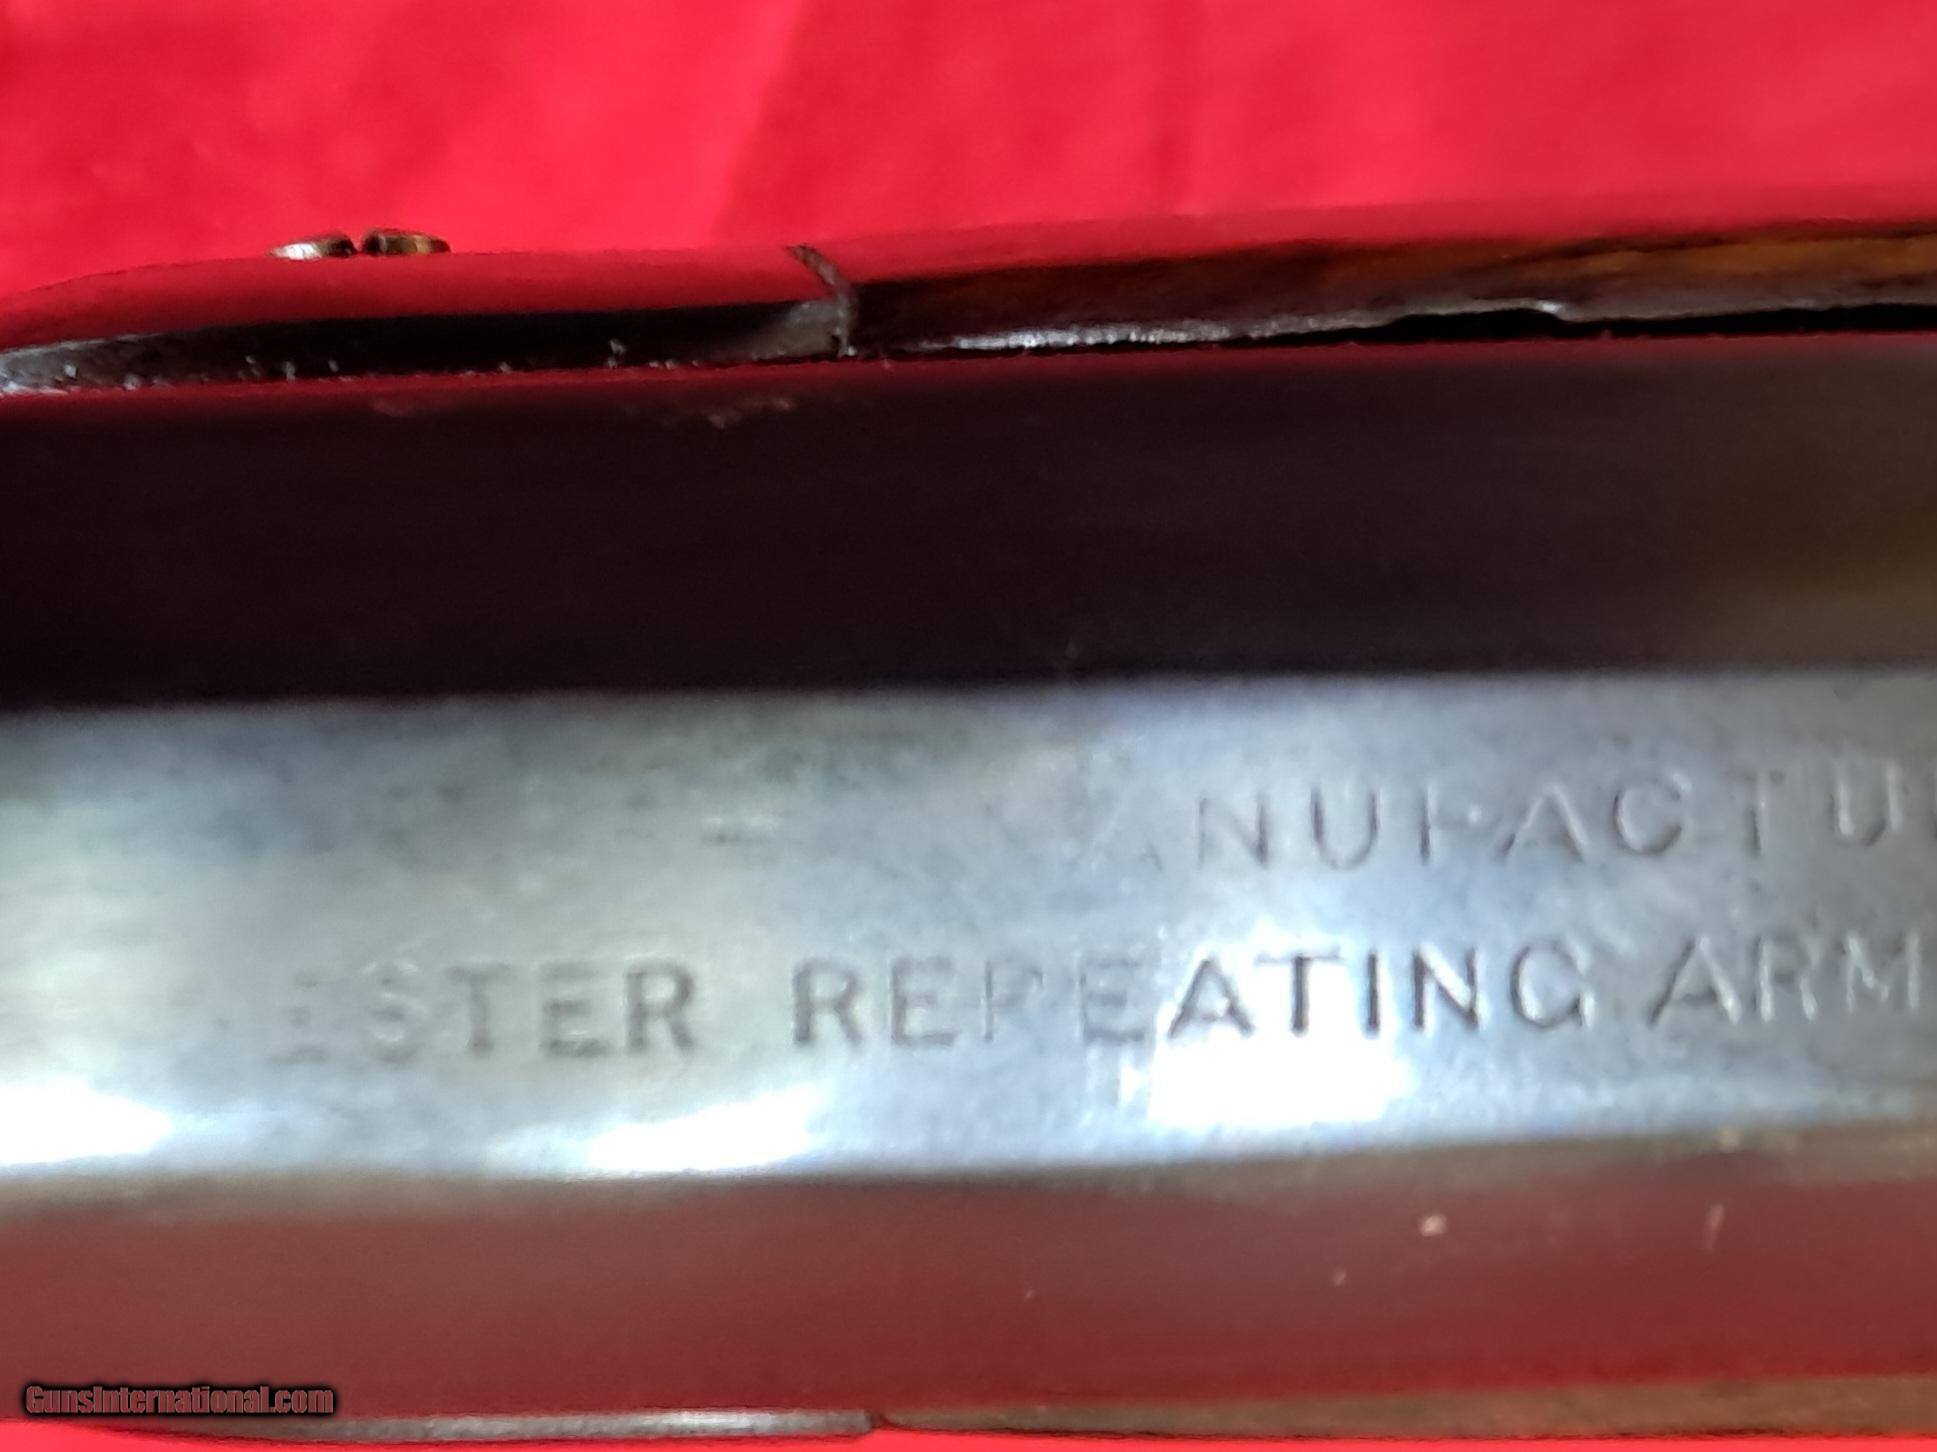 ANUFACTU
ESTER REPEATING ARM
GunsInternational.com